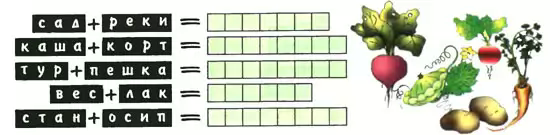 сад + реки =
каша + корт =
тур + пешка =
вес + лак =
стан + осип =